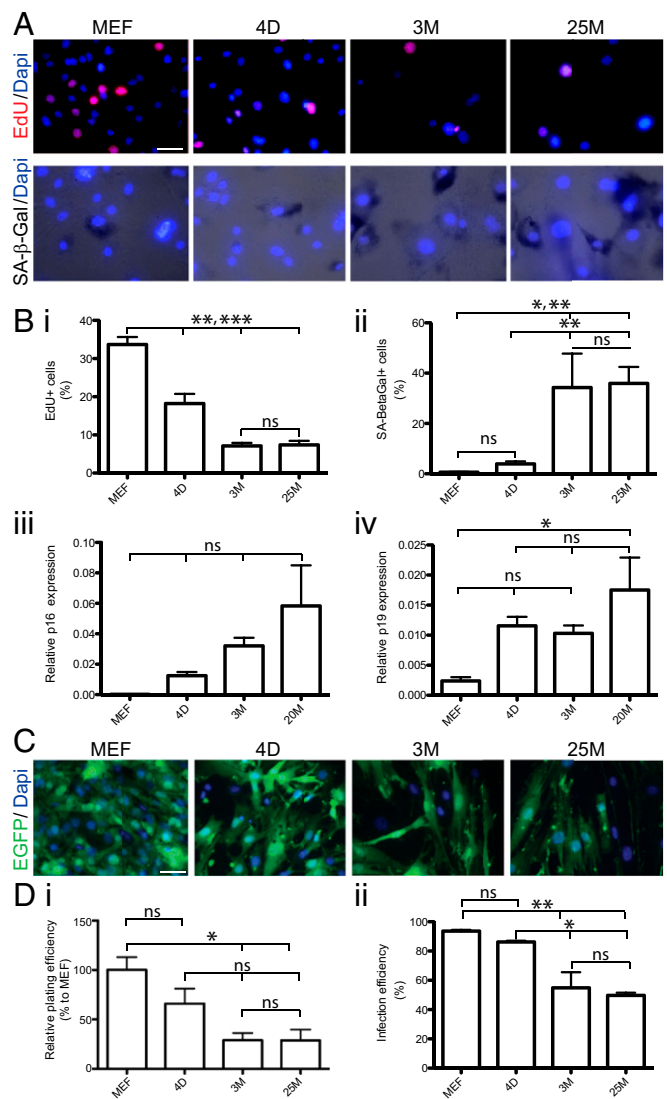 A
MEF 4D 3M 25M
EdU/Dapi
SA-β-Gal/Dapi
B i
EdU+ cells
(%)
40
30
20
10
0
**,***
ns
MEF 4D 3M 25M
ii
SA-BetaGal+ cells
(%)
60
40
20
0
*,**
**
ns
ns
MEF 4D 3M 25M
iii
Relative p16 expression
0.10
0.08
0.06
0.04
0.02
0.00
ns
MEF 4D 3M 20M
iv
Relative p19 expression
0.025
0.020
0.015
0.010
0.005
0.000
*
ns
ns
MEF 4D 3M 20M
C
MEF 4D 3M 25M
EGFP/ Dapi
D i
Relative plating efficiency
(% to MEF)
150
100
50
0
ns
*
ns
ns
MEF 4D 3M 25M
ii
Infection efficiency
(%)
100
80
60
40
20
0
ns
**
*
ns
MEF 4D 3M 25M